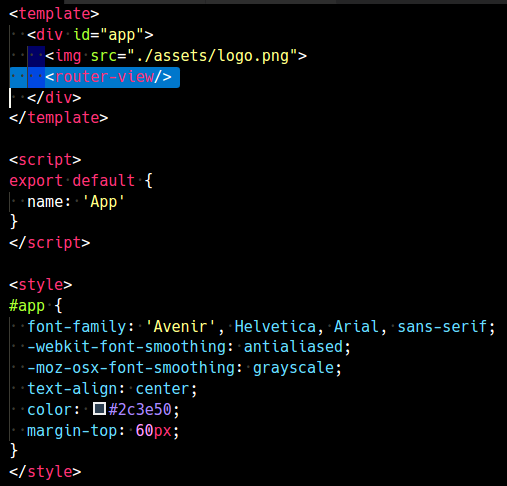 <template>
  <div id="app">
    <img src="./assets/logo.png">
    <router-view/>
  </div>
</template>

<script>
export default {
  name: 'App'
}
</script>

<style>
#app {
  font-family: 'Avenir', Helvetica, Arial, sans-serif;
  -webkit-font-smoothing: antialiased;
  -moz-osx-font-smoothing: grayscale;
  text-align: center;
  color: #2c3e50;
  margin-top: 60px;
}
</style>